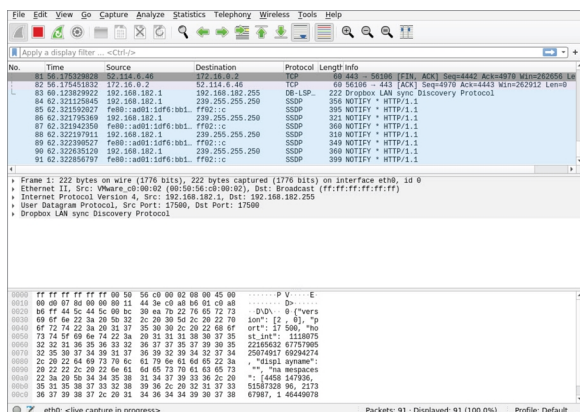 File Edit View Go Capture Analyze Statistics Telephony Wireless Tools Help
Apply a display filter ... <Ctrl-/>
No. Time Source Destination Protocol Length Info
81 56.175329828 52.114.6.46 172.16.0.2 TCP 60 443 → 56106 [FIN, ACK] Seq=4442 Ack=4970 Win=262656 Le
82 56.175451832 172.16.0.2 52.114.6.46 TCP 60 56106 → 443 [ACK] Seq=4970 Ack=4443 Win=262912 Len=0
83 60.123829922 192.168.182.1 192.168.182.255 DB-LSP… 222 Dropbox LAN sync Discovery Protocol
84 62.321125845 192.168.182.1 239.255.255.250 SSDP 356 NOTIFY * HTTP/1.1
85 62.321592027 fe80::ad01:1df6:bb1… ff02::c SSDP 395 NOTIFY * HTTP/1.1
86 62.321795369 192.168.182.1 239.255.255.250 SSDP 321 NOTIFY * HTTP/1.1
87 62.321942350 fe80::ad01:1df6:bb1… ff02::c SSDP 360 NOTIFY * HTTP/1.1
88 62.322197911 192.168.182.1 239.255.255.250 SSDP 310 NOTIFY * HTTP/1.1
89 62.322390527 fe80::ad01:1df6:bb1… ff02::c SSDP 349 NOTIFY * HTTP/1.1
90 62.322635120 192.168.182.1 239.255.255.250 SSDP 360 NOTIFY * HTTP/1.1
91 62.322856797 fe80::ad01:1df6:bb1… ff02::c SSDP 399 NOTIFY * HTTP/1.1
Frame 1: 222 bytes on wire (1776 bits), 222 bytes captured (1776 bits) on interface eth0, id 0
Ethernet II, Src: VMware_c0:00:02 (00:50:56:c0:00:02), Dst: Broadcast (ff:ff:ff:ff:ff:ff)
Internet Protocol Version 4, Src: 192.168.182.1, Dst: 192.168.182.255
User Datagram Protocol, Src Port: 17500, Dst Port: 17500
Dropbox LAN sync Discovery Protocol
0000 ff ff ff ff ff ff 00 50 56 c0 00 02 08 00 45 00 ·······P V·····E·
0010 00 d0 07 8d 00 00 80 11 44 3e c0 a8 b6 01 c0 a8 ········ D>······
0020 b6 ff 44 5c 44 5c 00 bc 30 ea 7b 22 76 65 72 73 ··D\D\·· 0·{"vers
0030 69 6f 6e 22 3a 20 5b 32 2c 20 30 5d 2c 20 22 70 ion": [2 , 0], "p
0040 6f 72 74 22 3a 20 31 37 35 30 30 2c 20 22 68 6f ort": 17 500, "ho
0050 73 74 5f 69 6e 74 22 3a 20 31 31 31 38 30 37 35 st_int": 1118075
0060 32 32 31 36 35 36 33 32 36 37 37 35 37 39 30 35 22165632 67757905
0070 32 35 30 37 34 39 31 37 36 39 32 39 34 32 37 34 25074917 69294274
0080 2c 20 22 64 69 73 70 6c 61 79 6e 61 6d 65 22 3a , "displ ayname":
0090 20 22 22 2c 20 22 6e 61 6d 65 73 70 61 63 65 73 "", "na mespaces
00a0 22 3a 20 5b 34 34 35 38 31 34 37 39 33 36 2c 20 ": [4458 147936,
00b0 35 31 35 38 37 33 32 38 39 36 2c 20 32 31 37 33 51587328 96, 2173
00c0 36 37 39 38 37 2c 20 31 34 36 34 34 39 30 37 38 67987, 1 46449078
eth0: <live capture in progress>
Packets: 91 · Displayed: 91 (100.0%) Profile: Default